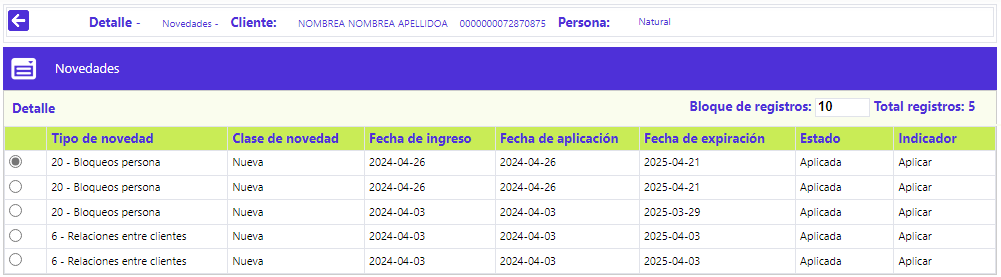 Detalle - Novedades - Cliente: NOMBREA NOMBREA APELLIDOA 0000000072870875 Persona: Natural
Novedades
Detalle Bloque de registros: 10 Total registros: 5
Tipo de novedad Clase de novedad Fecha de ingreso Fecha de aplicación Fecha de expiración Estado Indicador
20 - Bloqueos persona Nueva 2024-04-26 2024-04-26 2025-04-21 Aplicada Aplicar
20 - Bloqueos persona Nueva 2024-04-26 2024-04-26 2025-04-21 Aplicada Aplicar
20 - Bloqueos persona Nueva 2024-04-03 2024-04-03 2025-03-29 Aplicada Aplicar
6 - Relaciones entre clientes Nueva 2024-04-03 2024-04-03 2025-04-03 Aplicada Aplicar
6 - Relaciones entre clientes Nueva 2024-04-03 2024-04-03 2025-04-03 Aplicada Aplicar